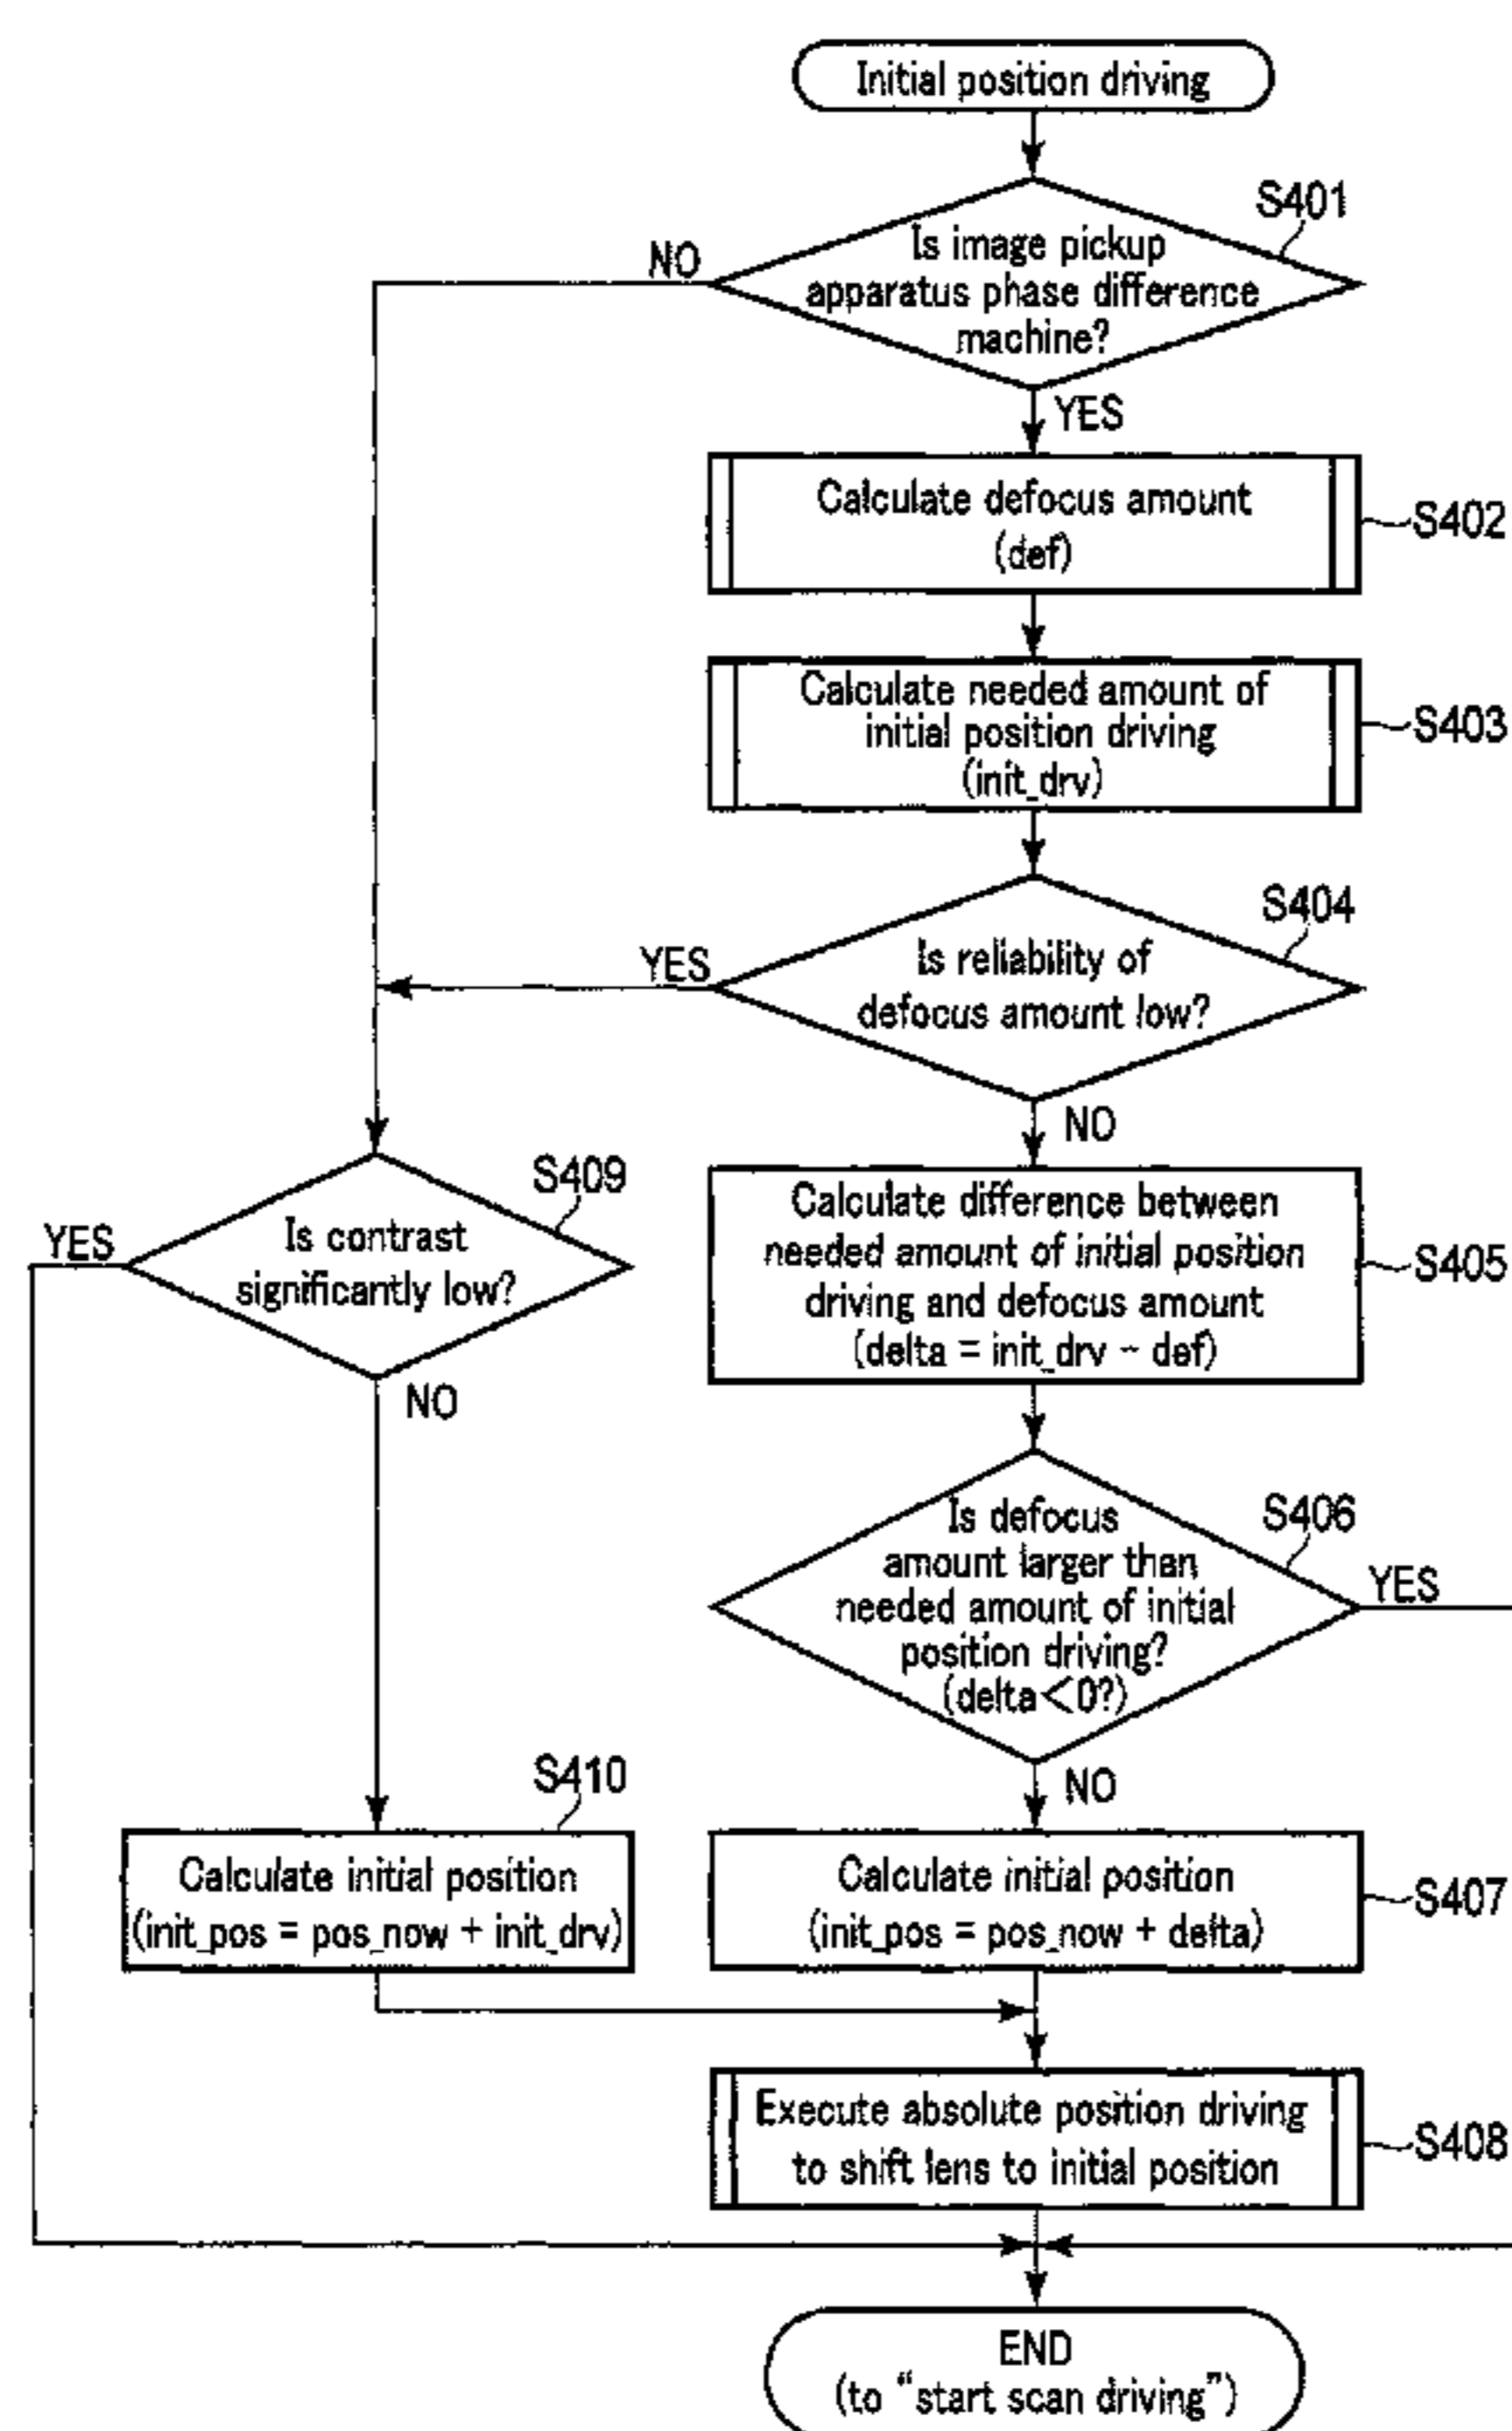 Initial position driving
S401
Is image pickup
apparatus phase difference
machine?
NO
YES
Calculate defocus amount
(def)
S402
Calculate needed amount of
initial position driving
(init_drv)
S403
S404
Is reliability of
defocus amount low?
YES
NO
S409
Is contrast
significantly low?
YES
NO
Calculate difference between
needed amount of initial position
driving and defocus amount
(delta = init_drv - def)
S405
S406
Is defocus
amount larger than
needed amount of initial
position driving?
(delta<0?)
YES
NO
S410
Calculate initial position
(init_pos = pos_now + init_drv)
Calculate initial position
(init_pos = pos_now + delta)
S407
Execute absolute position driving
to shift lens to initial position
S408
END
(to “start scan driving”)